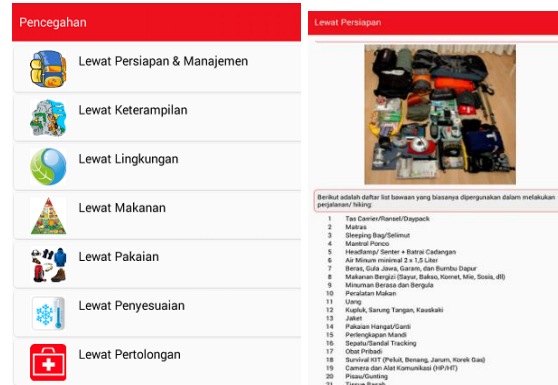 Pencegahan
Lewat Persiapan & Manajemen
Lewat Keterampilan
Lewat Lingkungan
Lewat Makanan
Lewat Pakaian
Lewat Penyesuaian
Lewat Pertolongan
Lewat Persiapan
Berikut adalah daftar list bawaan yang biasanya dipergunakan dalam melakukan
perjalanan/ hiking:
1 Tas Carrier/Ransel/Daypack
2 Matras
3 Sleeping Bag/Selimut
4 Mantrol Ponco
5 Headlamp/ Senter + Batrai Cadangan
6 Air Minum minimal 2 x 1,5 Liter
7 Beras, Gula Jawa, Garam, dan Bumbu Dapur
8 Makanan Bergizi (Sayur, Bakso, Kornet, Mie, Sosis, dll)
9 Minuman Berasa dan Bergula
10 Peralatan Makan
11 Uang
12 Kupluk, Sarung Tangan, Kauskaki
13 Jaket
14 Pakaian Hangat/Ganti
15 Perlengkapan Mandi
16 Sepatu/Sandal Tracking
17 Obat Pribadi
18 Survival KIT (Peluit, Benang, Jarum, Korek Gas)
19 Camera dan Alat Komunikasi (HP/HT)
20 Pisau/Gunting
21 Tissue Basah